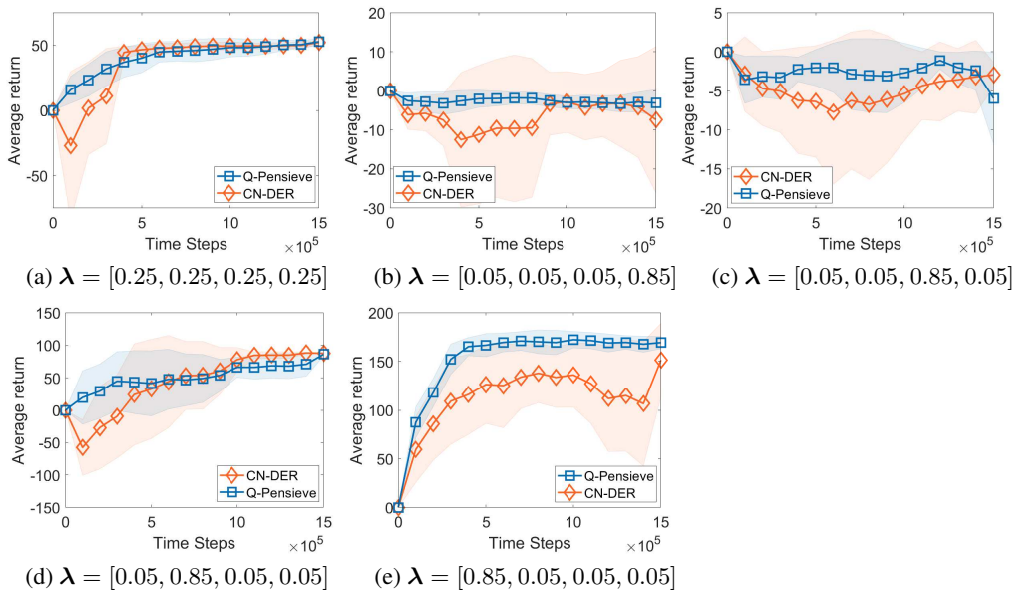 50
0
-50
Average return
Q-Pensieve
CN-DER
0 5 10 15
Time Steps
×10^5
(a) λ = [0.25, 0.25, 0.25, 0.25]
20
10
0
-10
-20
-30
Average return
Q-Pensieve
CN-DER
0 5 10 15
Time Steps
×10^5
(b) λ = [0.05, 0.05, 0.05, 0.85]
5
0
-5
-10
-15
-20
Average return
CN-DER
Q-Pensieve
0 5 10 15
Time Steps
×10^5
(c) λ = [0.05, 0.05, 0.85, 0.05]
150
100
50
0
-50
-100
-150
Average return
CN-DER
Q-Pensieve
0 5 10 15
Time Steps
×10^5
(d) λ = [0.05, 0.85, 0.05, 0.05]
200
150
100
50
0
Average return
Q-Pensieve
CN-DER
0 5 10 15
Time Steps
×10^5
(e) λ = [0.85, 0.05, 0.05, 0.05]